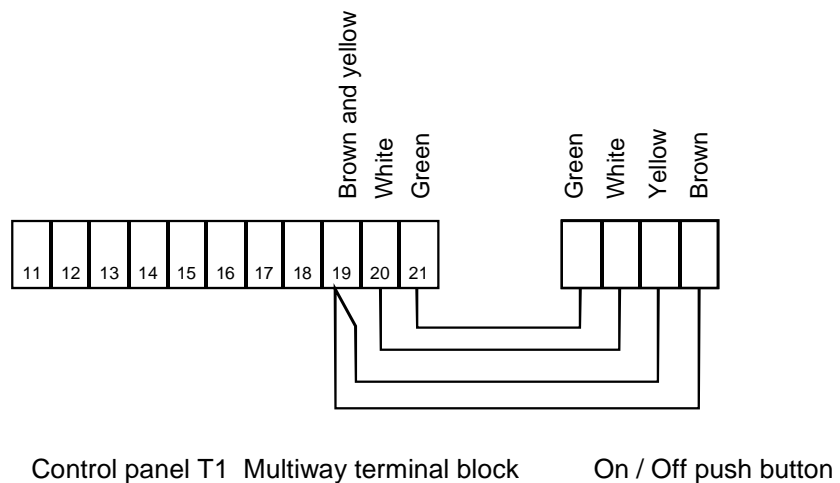 Brown and yellow
White
Green
Green
White
Yellow
Brown
11 12 13 14 15 16 17 18 19 20 21
Control panel T1 Multiway terminal block On / Off push button